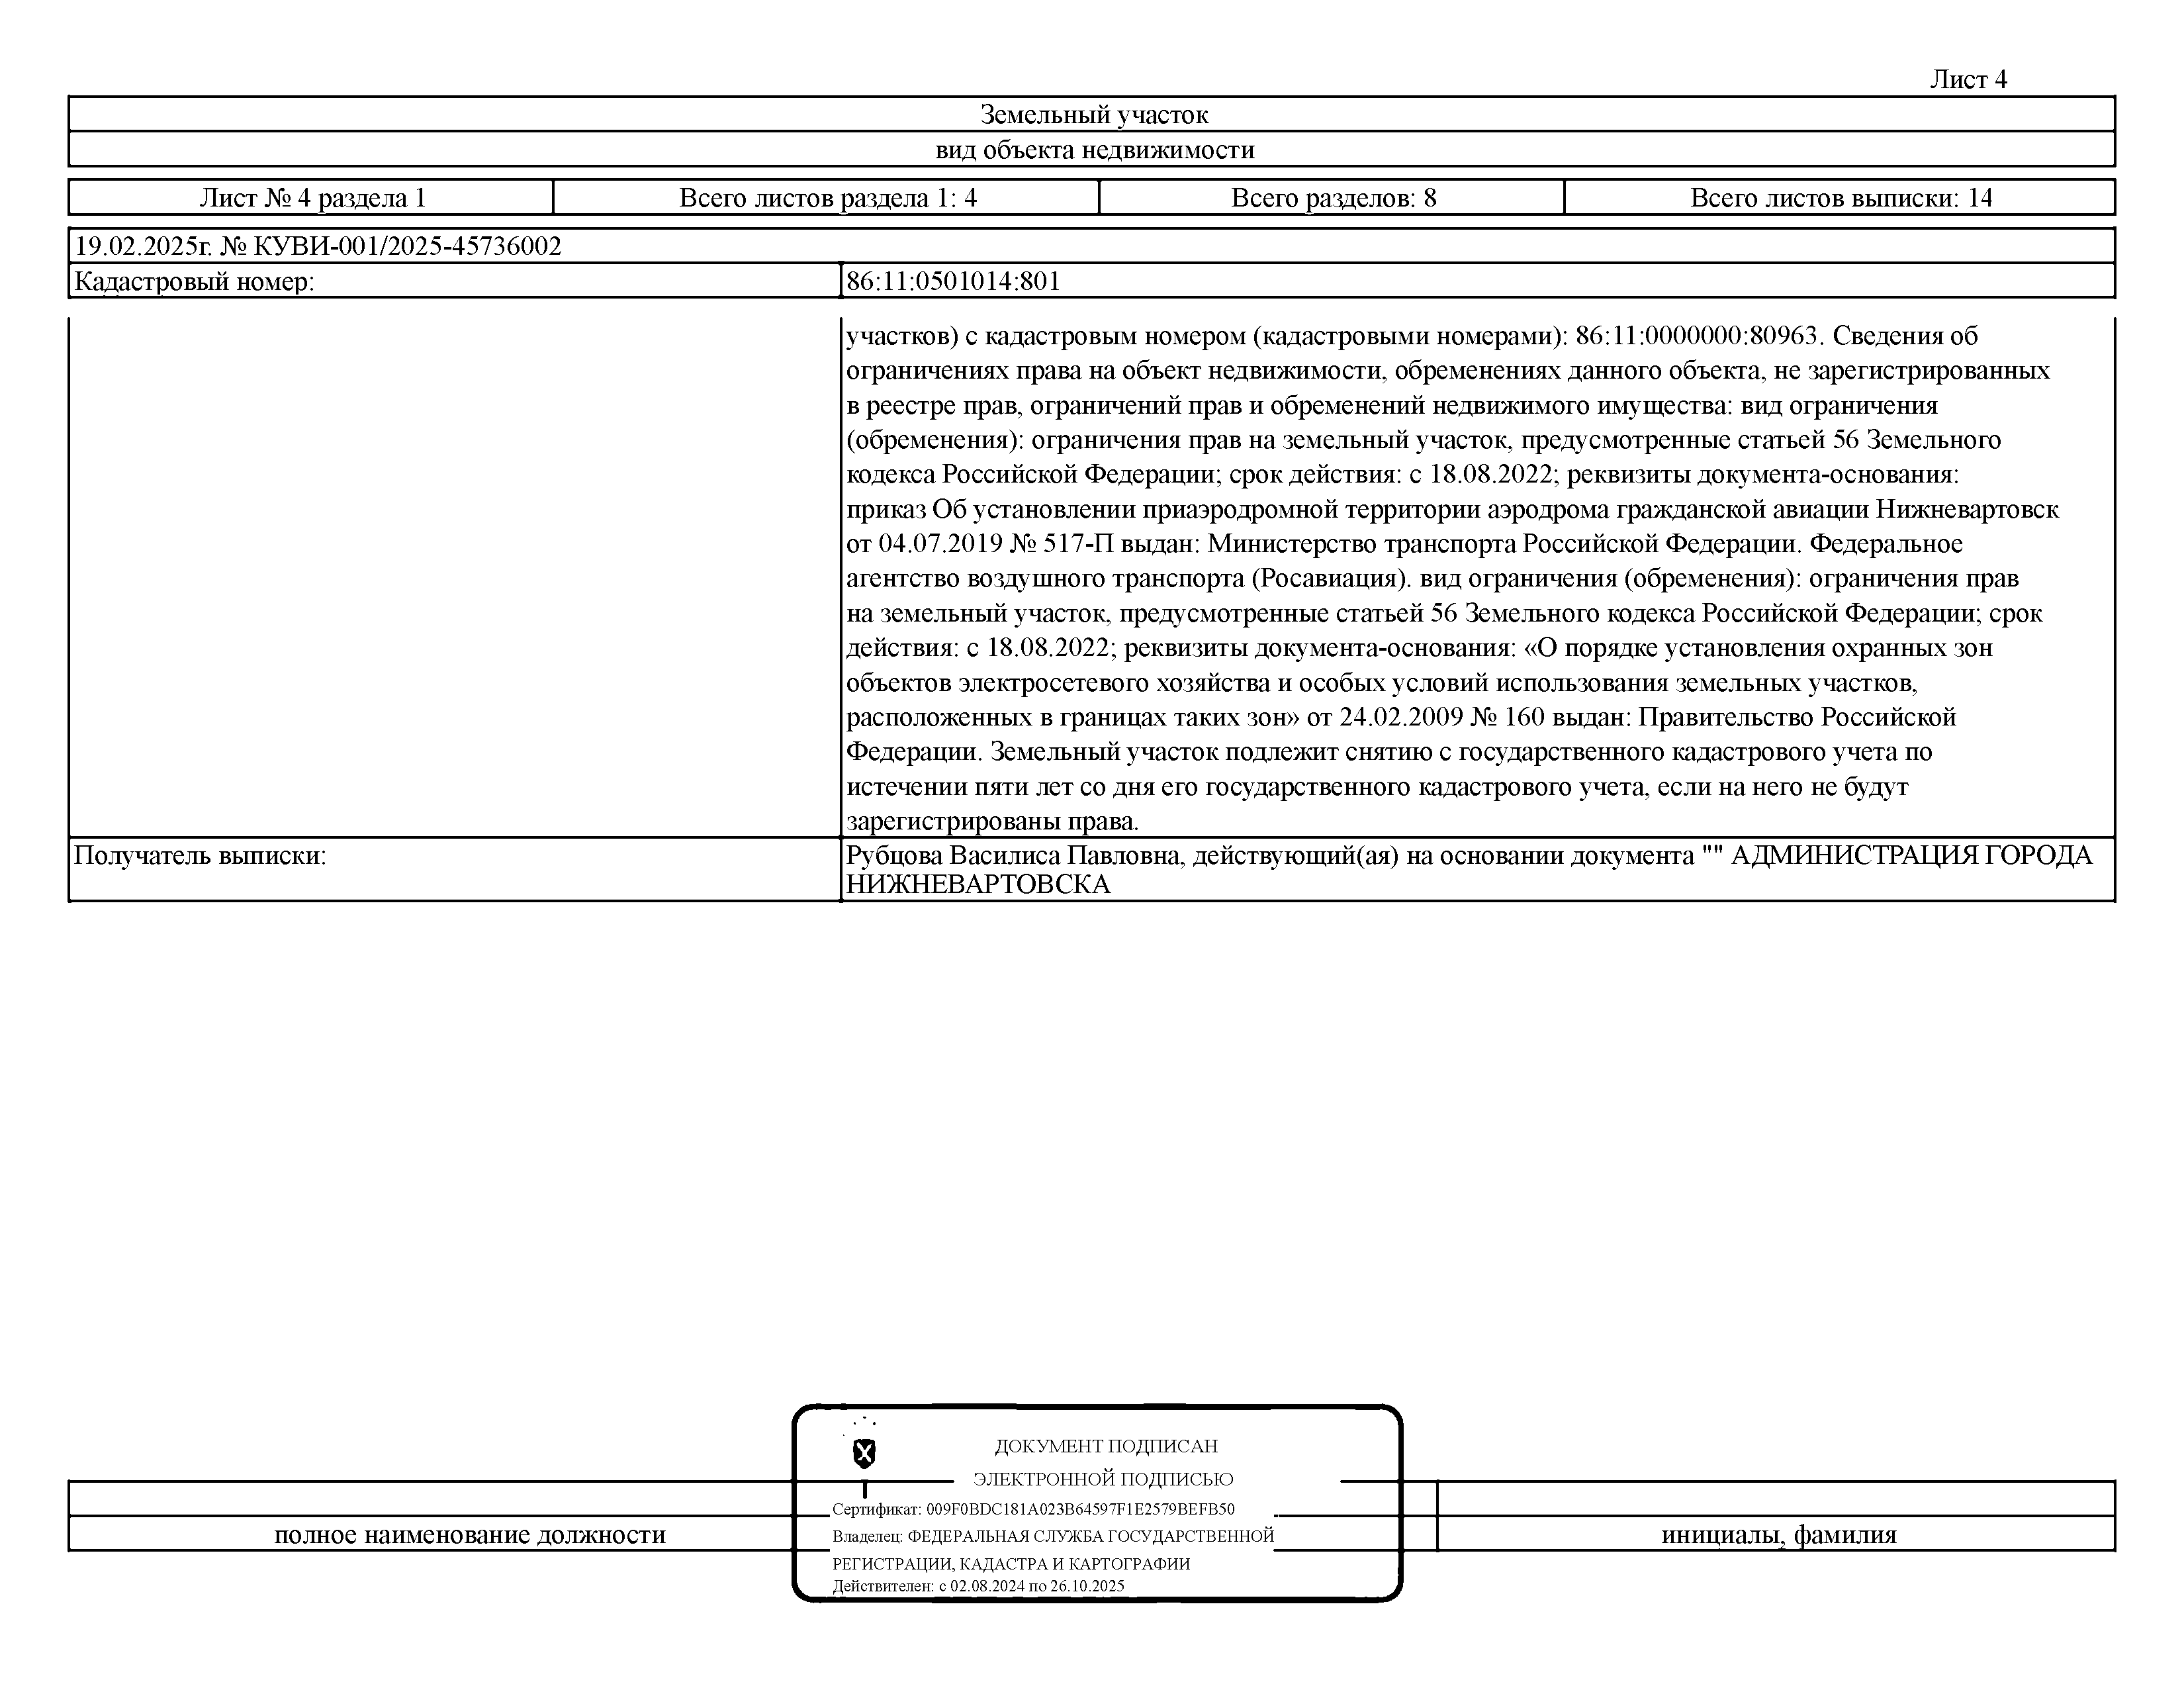 Лист 4
Земельный участок
вид объекта недвижимости
Лист № 4 раздела 1
Всего листов раздела 1: 4
Всего разделов: 8
Всего листов выписки: 14
19.02.2025г. № КУВИ-001/2025-45736002
Кадастровый номер:
86:11:0501014:801
участков) с кадастровым номером (кадастровыми номерами): 86:11:0000000:80963. Сведения об
ограничениях права на объект недвижимости, обременениях данного объекта, не зарегистрированных
в реестре прав, ограничений прав и обременений недвижимого имущества: вид ограничения
(обременения): ограничения прав на земельный участок, предусмотренные статьей 56 Земельного
кодекса Российской Федерации; срок действия: с 18.08.2022; реквизиты документа-основания:
приказ Об установлении приаэродромной территории аэродрома гражданской авиации Нижневартовск
от 04.07.2019 № 517-П выдан: Министерство транспорта Российской Федерации. Федеральное
агентство воздушного транспорта (Росавиация). вид ограничения (обременения): ограничения прав
на земельный участок, предусмотренные статьей 56 Земельного кодекса Российской Федерации; срок
действия: с 18.08.2022; реквизиты документа-основания: «О порядке установления охранных зон
объектов электросетевого хозяйства и особых условий использования земельных участков,
расположенных в границах таких зон» от 24.02.2009 № 160 выдан: Правительство Российской
Федерации. Земельный участок подлежит снятию с государственного кадастрового учета по
истечении пяти лет со дня его государственного кадастрового учета, если на него не будут
зарегистрированы права.
Получатель выписки:
Рубцова Василиса Павловна, действующий(ая) на основании документа "" АДМИНИСТРАЦИЯ ГОРОДА
НИЖНЕВАРТОВСКА
ДОКУМЕНТ ПОДПИСАН
ЭЛЕКТРОННОЙ ПОДПИСЬЮ
Сертификат: 009F0BDC181A023B64597F1E2579BEFB50
Владелец: ФЕДЕРАЛЬНАЯ СЛУЖБА ГОСУДАРСТВЕННОЙ
РЕГИСТРАЦИИ, КАДАСТРА И КАРТОГРАФИИ
Действителен: с 02.08.2024 по 26.10.2025
полное наименование должности
инициалы, фамилия